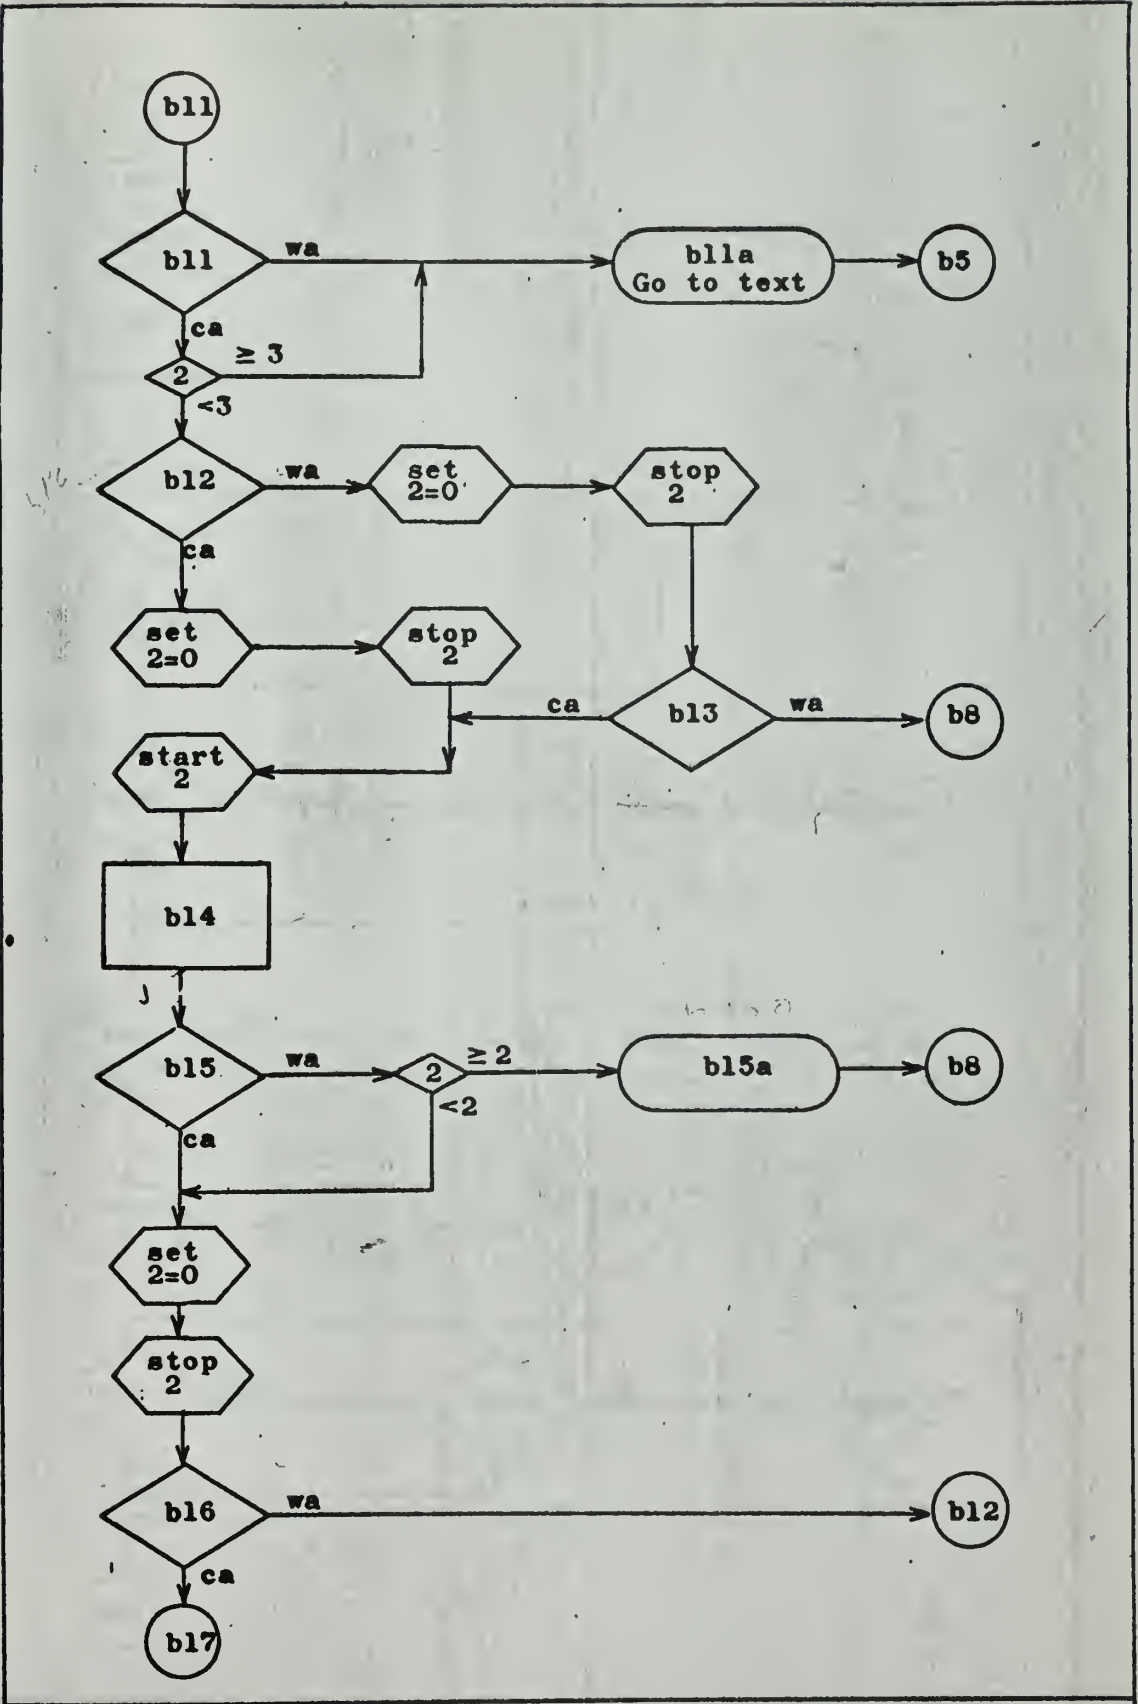 b11
b11
wa
b11a
Go to text
b5
ca
≥ 3
2
<3
b12
wa
set
2=0
stop
2
ca
set
2=0
stop
2
ca
b13
wa
b8
start
2
b14
b15
wa
2
≥ 2
<2
b15a
b8
ca
set
2=0
stop
2
b16
wa
b12
ca
b17